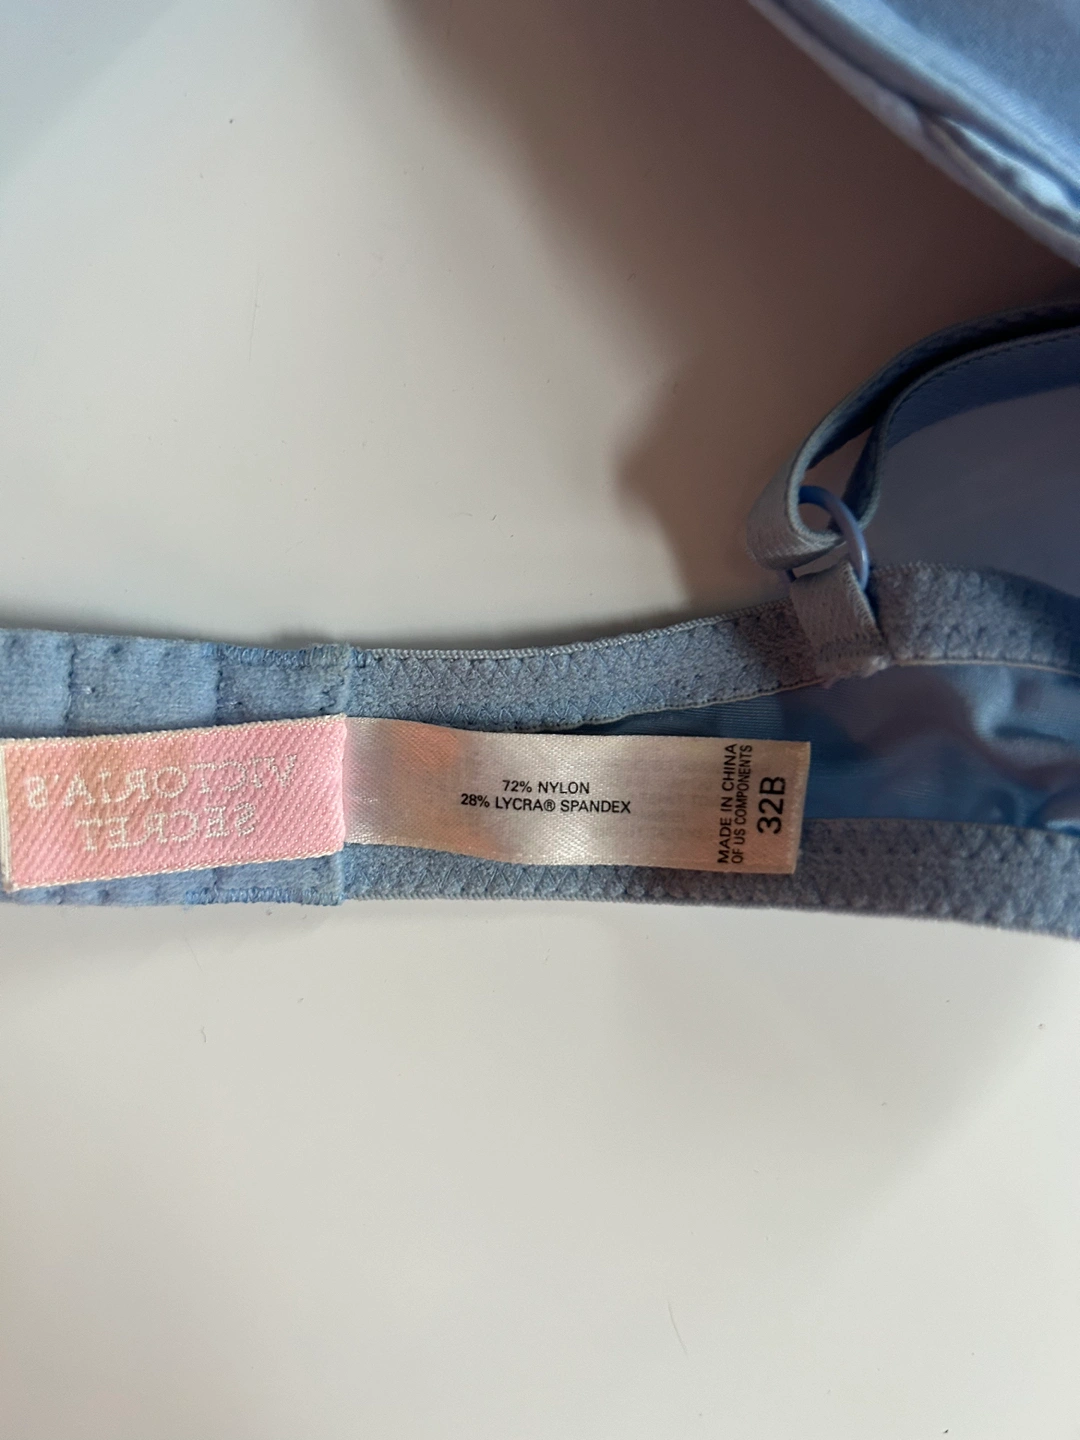 VICTORIA'S
SECRET
72% NYLON
28% LYCRA® SPANDEX
MADE IN CHINA
OF US COMPONENTS
32B